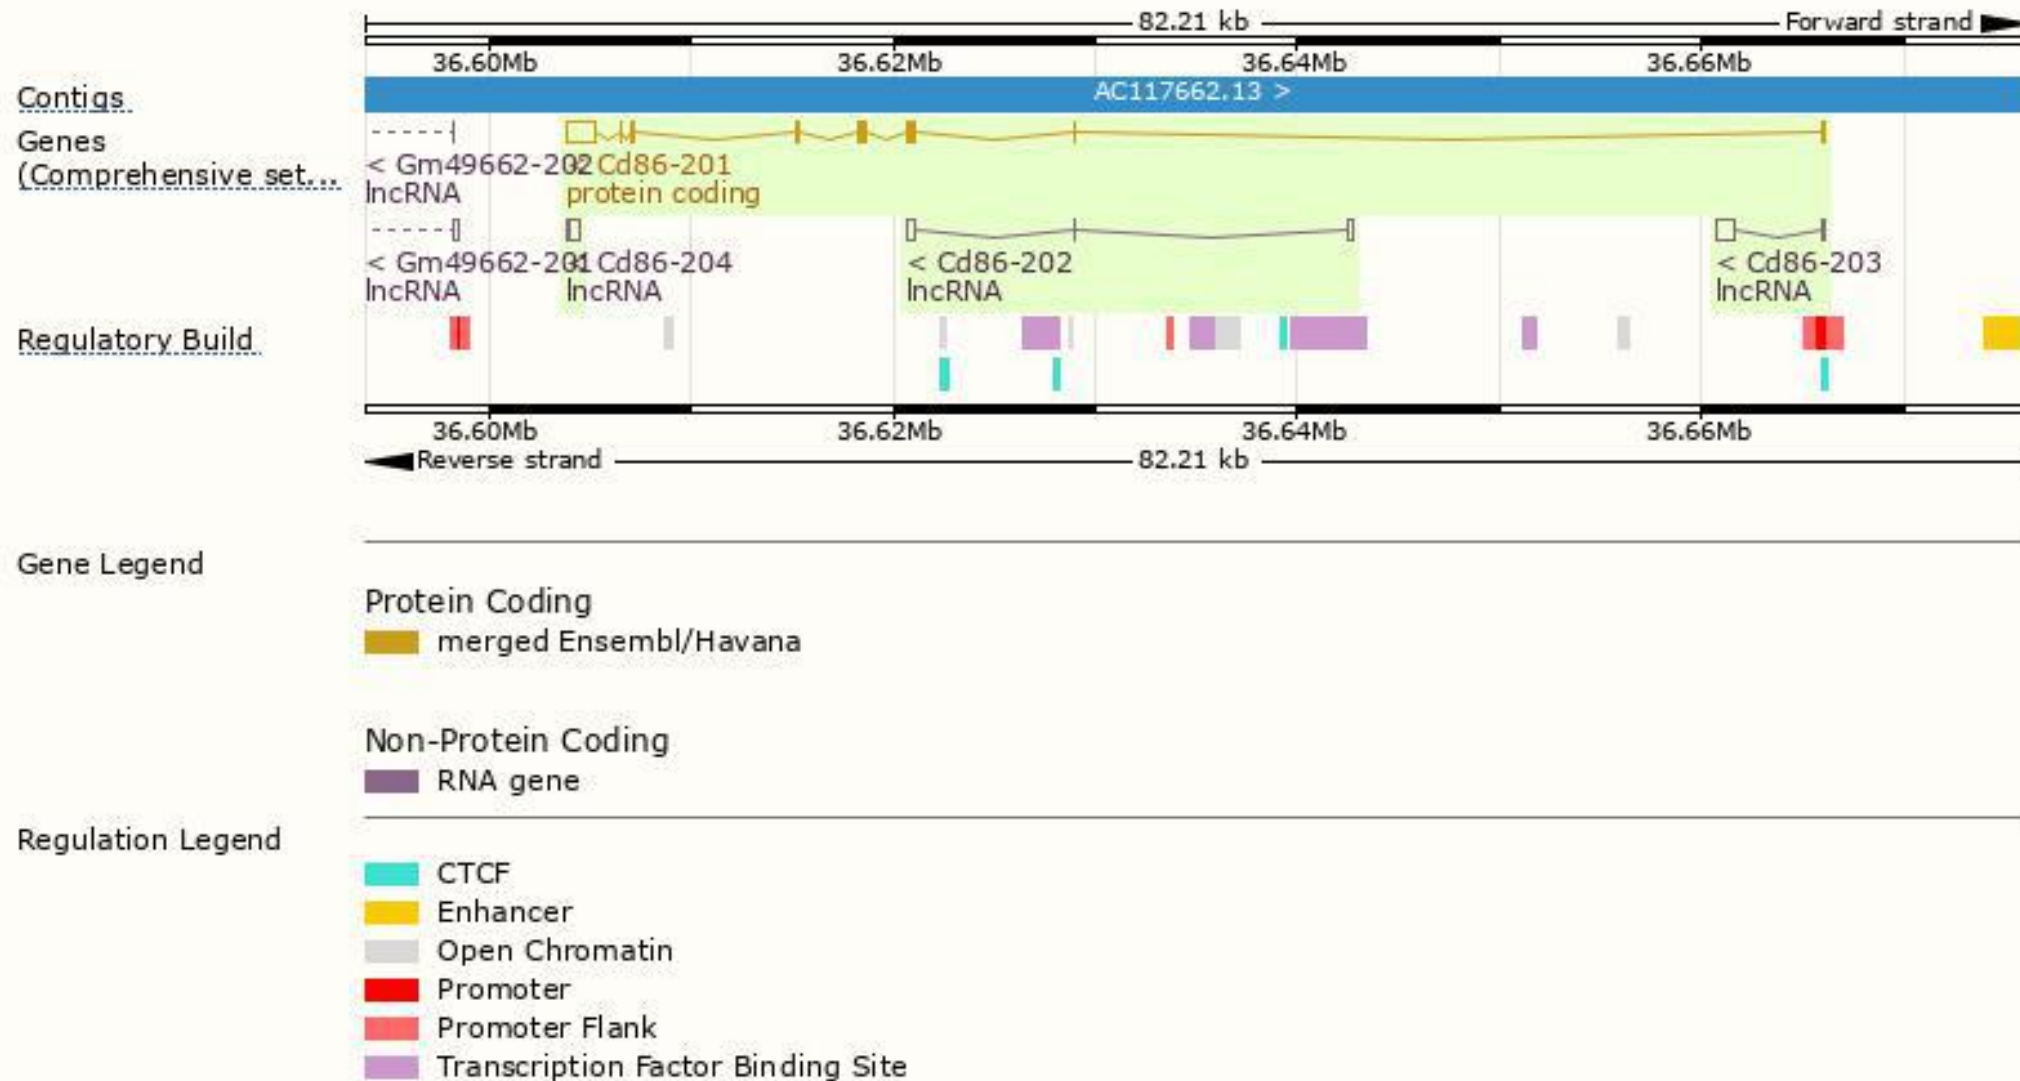 82.21 kb Forward strand
36.60Mb 36.62Mb 36.64Mb 36.66Mb
Contigs AC117662.13 >
Genes
(Comprehensive set...
< Gm49662-202 < Cd86-201
lncRNA protein coding
< Gm49662-201 < Cd86-204 < Cd86-202 < Cd86-203
lncRNA lncRNA lncRNA lncRNA
Regulatory Build
36.60Mb 36.62Mb 36.64Mb 36.66Mb
Reverse strand 82.21 kb
Gene Legend
Protein Coding
merged Ensembl/Havana
Non-Protein Coding
RNA gene
Regulation Legend
CTCF
Enhancer
Open Chromatin
Promoter
Promoter Flank
Transcription Factor Binding Site